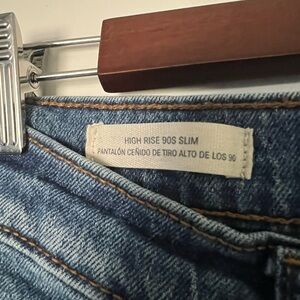 HIGH RISE 90S SLIM
PANTALÓN CEÑIDO DE TIRO ALTO DE LOS 90